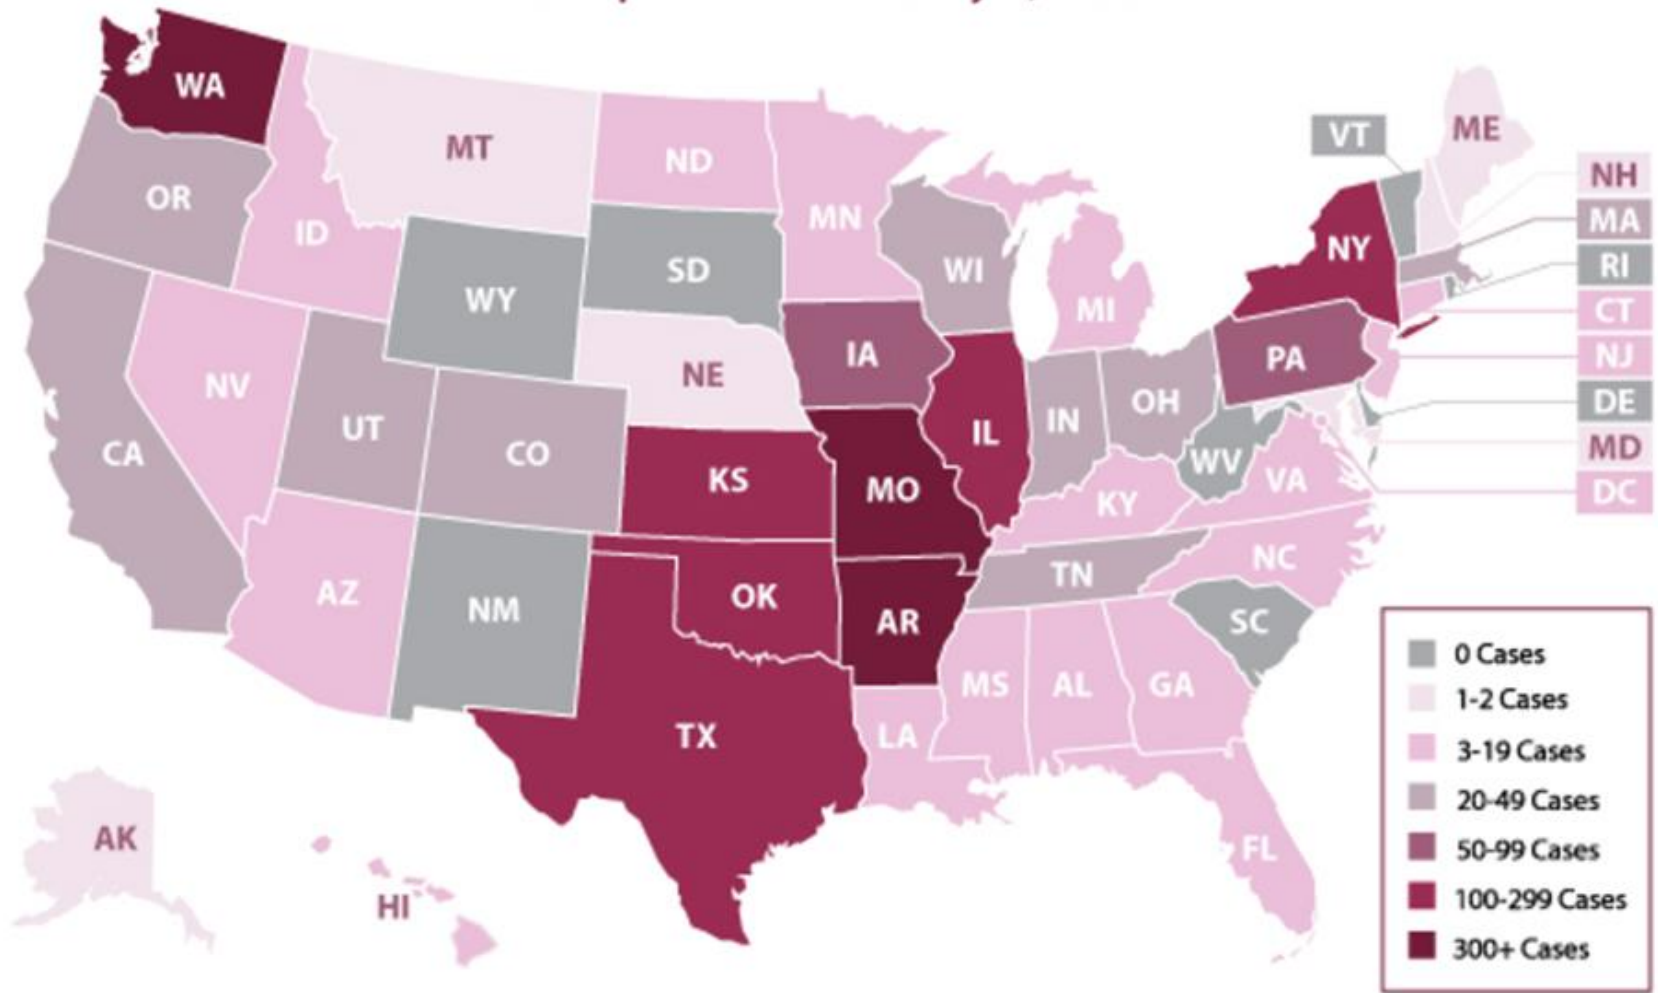 WA
MT
ND
VT
ME
OR
ID
MN
NH
MA
NY
WI
SD
RI
WY
MI
CT
IA
PA
NJ
NE
NV
OH
DE
IN
UT
IL
CO
CA
MD
WV
KS
VA
MO
DC
KY
NC
TN
AZ
OK
NM
AR
SC
MS
AL
GA
TX
LA
AK
HI
FL
0 Cases
1-2 Cases
3-19 Cases
20-49 Cases
50-99 Cases
100-299 Cases
300+ Cases